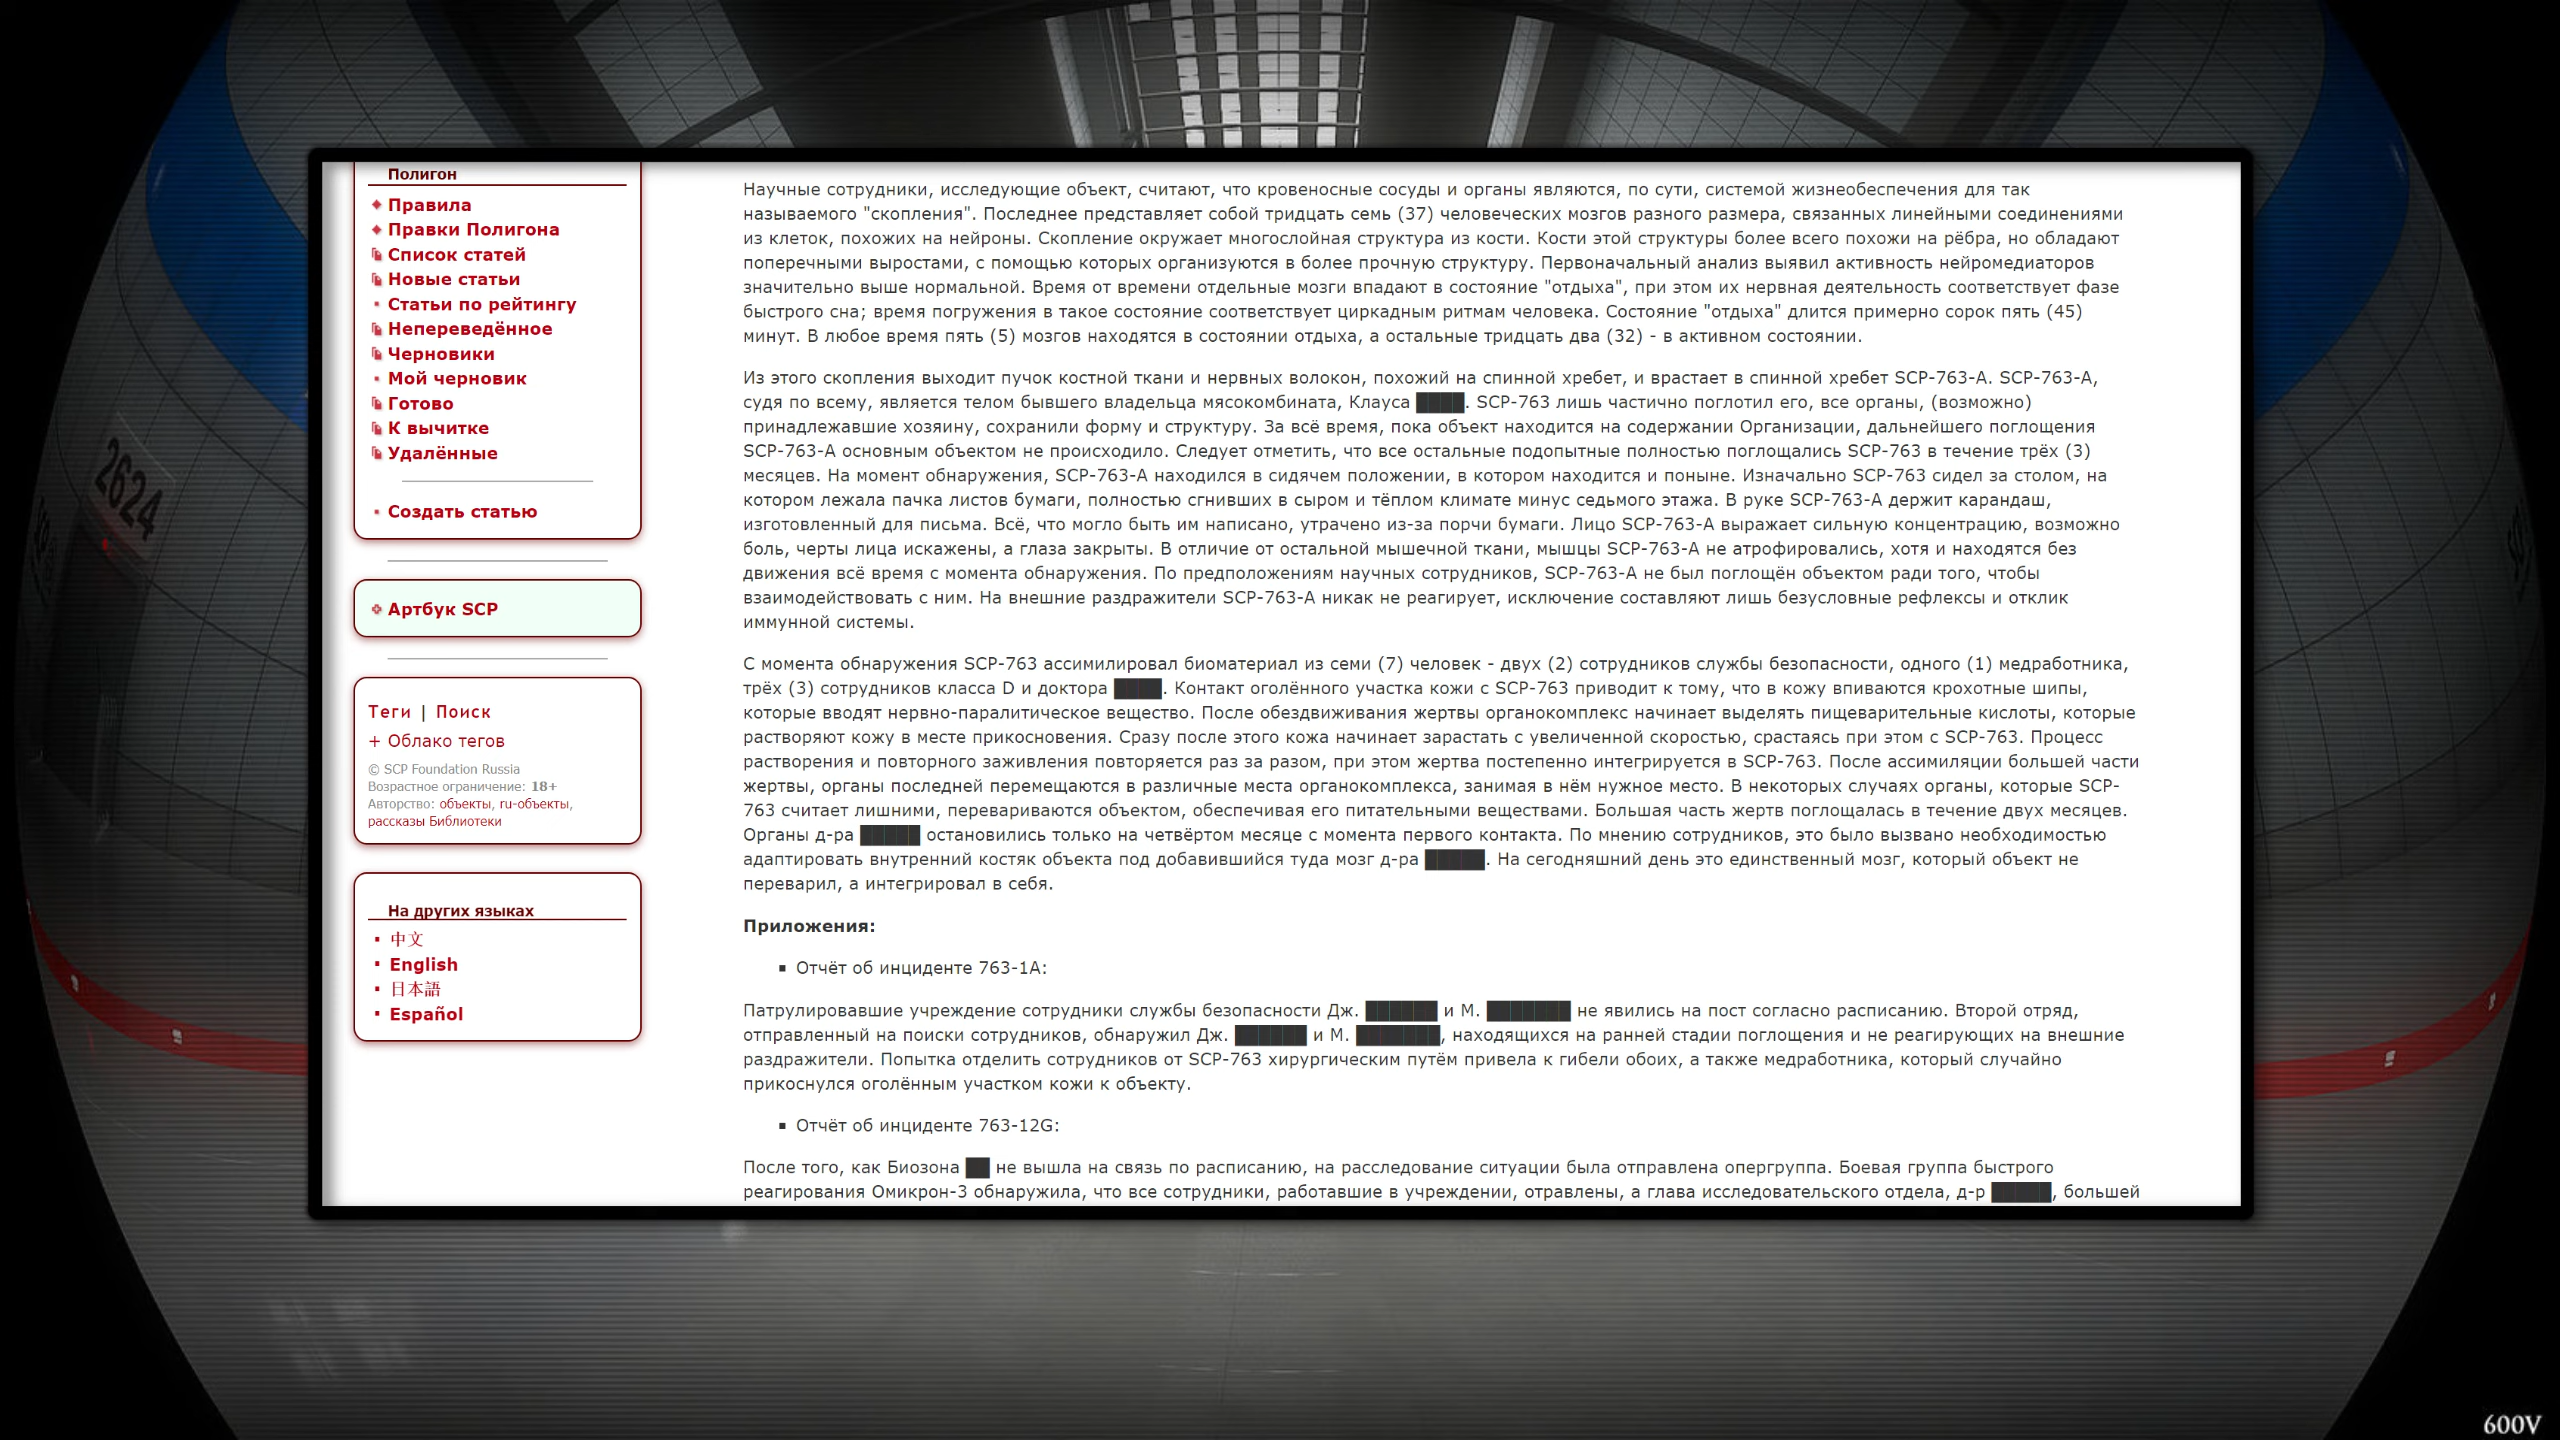 Полигон
Правила
Правки Полигона
Список статей
Новые статьи
Статьи по рейтингу
Непереведённое
Черновики
Мой черновик
Готово
К вычитке
Удалённые
Создать статью
Артбук SCP
Теги | Поиск
+ Облако тегов
© SCP Foundation Russia
Возрастное ограничение: 18+
Авторство: объекты, ru-объекты,
рассказы Библиотеки
На других языках
中文
English
日本語
Español
Научные сотрудники, исследующие объект, считают, что кровеносные сосуды и органы являются, по сути, системой жизнеобеспечения для так
называемого "скопления". Последнее представляет собой тридцать семь (37) человеческих мозгов разного размера, связанных линейными соединениями
из клеток, похожих на нейроны. Скопление окружает многослойная структура из кости. Кости этой структуры более всего похожи на рёбра, но обладают
поперечными выростами, с помощью которых организуются в более прочную структуру. Первоначальный анализ выявил активность нейромедиаторов
значительно выше нормальной. Время от времени отдельные мозги впадают в состояние "отдыха", при этом их нервная деятельность соответствует фазе
быстрого сна; время погружения в такое состояние соответствует циркадным ритмам человека. Состояние "отдыха" длится примерно сорок пять (45)
минут. В любое время пять (5) мозгов находятся в состоянии отдыха, а остальные тридцать два (32) - в активном состоянии.
Из этого скопления выходит пучок костной ткани и нервных волокон, похожий на спинной хребет, и врастает в спинной хребет SCP-763-A. SCP-763-A,
судя по всему, является телом бывшего владельца мясокомбината, Клауса ████. SCP-763 лишь частично поглотил его, все органы, (возможно)
принадлежавшие хозяину, сохранили форму и структуру. За всё время, пока объект находится на содержании Организации, дальнейшего поглощения
SCP-763-A основным объектом не происходило. Следует отметить, что все остальные подопытные полностью поглощались SCP-763 в течение трёх (3)
месяцев. На момент обнаружения, SCP-763-A находился в сидячем положении, в котором находится и поныне. Изначально SCP-763 сидел за столом, на
котором лежала пачка листов бумаги, полностью сгнивших в сыром и тёплом климате минус седьмого этажа. В руке SCP-763-A держит карандаш,
изготовленный для письма. Всё, что могло быть им написано, утрачено из-за порчи бумаги. Лицо SCP-763-A выражает сильную концентрацию, возможно
боль, черты лица искажены, а глаза закрыты. В отличие от остальной мышечной ткани, мышцы SCP-763-A не атрофировались, хотя и находятся без
движения всё время с момента обнаружения. По предположениям научных сотрудников, SCP-763-A не был поглощён объектом ради того, чтобы
взаимодействовать с ним. На внешние раздражители SCP-763-A никак не реагирует, исключение составляют лишь безусловные рефлексы и отклик
иммунной системы.
С момента обнаружения SCP-763 ассимилировал биоматериал из семи (7) человек - двух (2) сотрудников службы безопасности, одного (1) медработника,
трёх (3) сотрудников класса D и доктора ████. Контакт оголённого участка кожи с SCP-763 приводит к тому, что в кожу впиваются крохотные шипы,
которые вводят нервно-паралитическое вещество. После обездвиживания жертвы органокомплекс начинает выделять пищеварительные кислоты, которые
растворяют кожу в месте прикосновения. Сразу после этого кожа начинает зарастать с увеличенной скоростью, срастаясь при этом с SCP-763. Процесс
растворения и повторного заживления повторяется раз за разом, при этом жертва постепенно интегрируется в SCP-763. После ассимиляции большей части
жертвы, органы последней перемещаются в различные места органокомплекса, занимая в нём нужное место. В некоторых случаях органы, которые SCP-
763 считает лишними, перевариваются объектом, обеспечивая его питательными веществами. Большая часть жертв поглощалась в течение двух месяцев.
Органы д-ра █████ остановились только на четвёртом месяце с момента первого контакта. По мнению сотрудников, это было вызвано необходимостью
адаптировать внутренний костяк объекта под добавившийся туда мозг д-ра █████. На сегодняшний день это единственный мозг, который объект не
переварил, а интегрировал в себя.
Приложения:
Отчёт об инциденте 763-1A:
Патрулировавшие учреждение сотрудники службы безопасности Дж. ██████ и М. ███████ не явились на пост согласно расписанию. Второй отряд,
отправленный на поиски сотрудников, обнаружил Дж. ██████ и М. ███████, находящихся на ранней стадии поглощения и не реагирующих на внешние
раздражители. Попытка отделить сотрудников от SCP-763 хирургическим путём привела к гибели обоих, а также медработника, который случайно
прикоснулся оголённым участком кожи к объекту.
Отчёт об инциденте 763-12G:
После того, как Биозона ██ не вышла на связь по расписанию, на расследование ситуации была отправлена опергруппа. Боевая группа быстрого
реагирования Омикрон-3 обнаружила, что все сотрудники, работавшие в учреждении, отравлены, а глава исследовательского отдела, д-р █████, большей
2624
600V